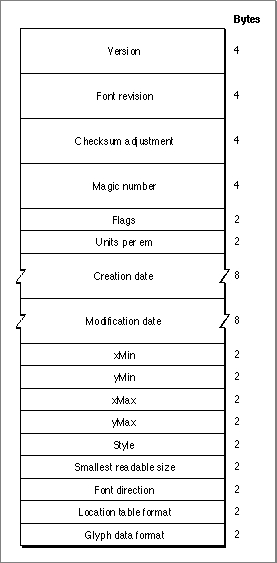 Bytes
Version 4
Font revision 4
Checksum adjustment 4
Magic number 4
Flags 2
Units per em 2
Creation date 8
Modification date 8
xMin 2
yMin 2
xMax 2
yMax 2
Style 2
Smallest readable size 2
Font direction 2
Location table format 2
Glyph data format 2